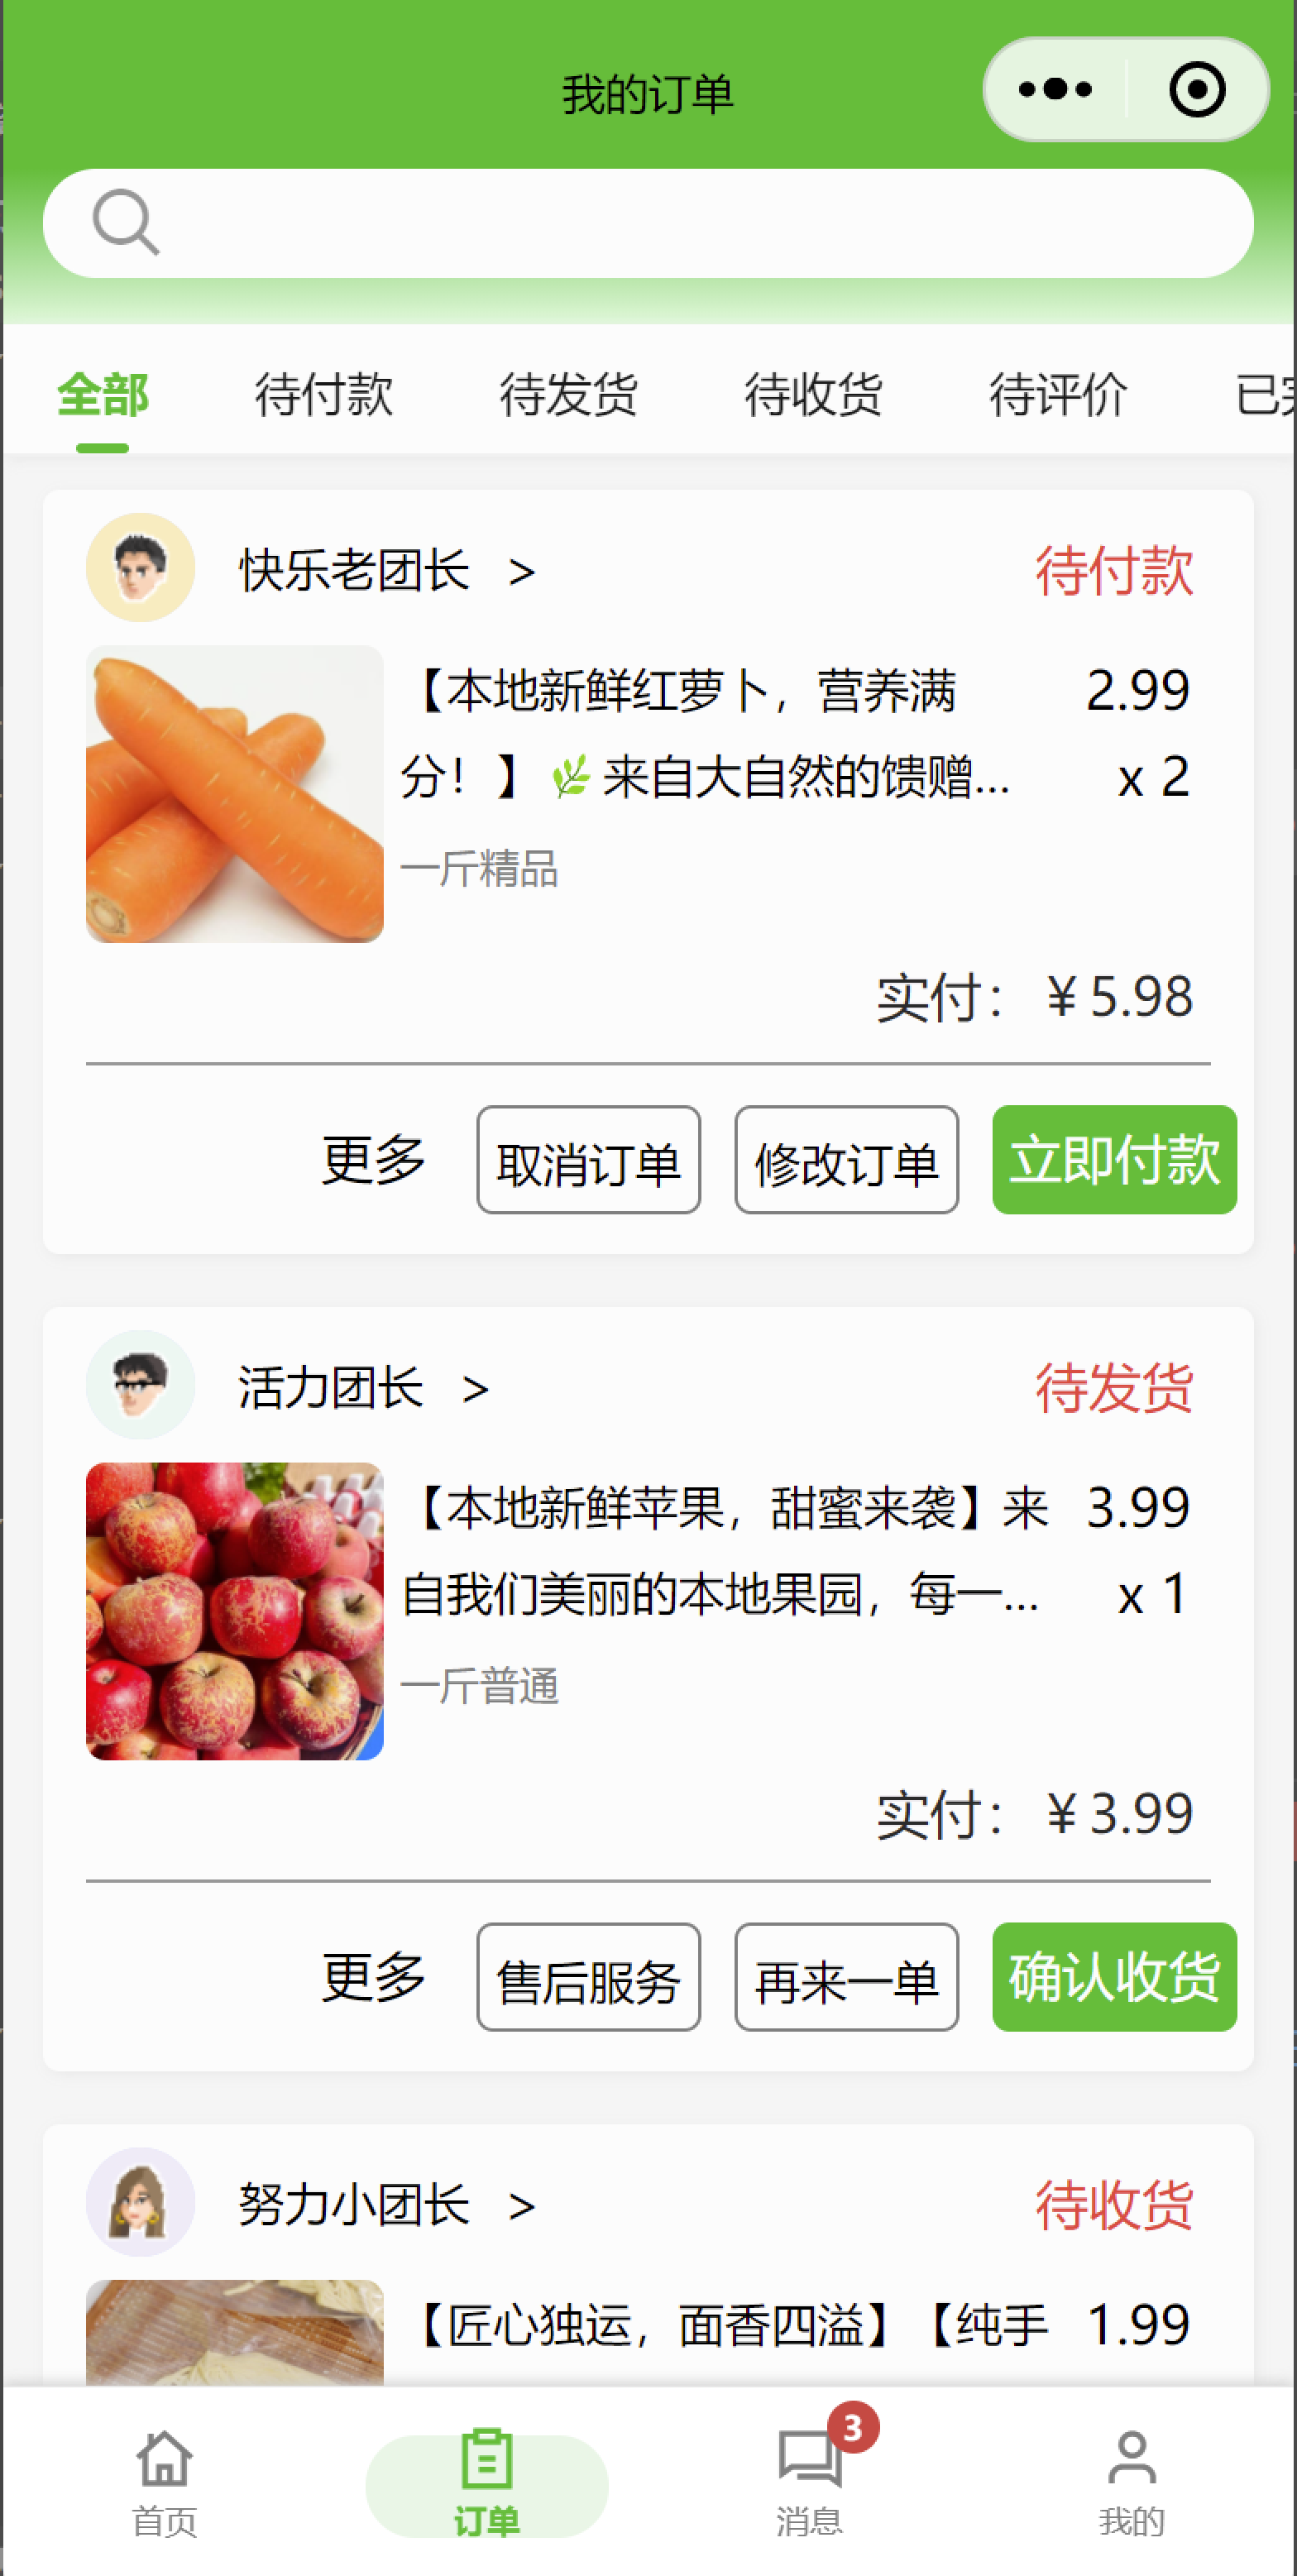 我的订单
全部 待付款 待发货 待收货 待评价 已
快乐老团长 > 待付款
【本地新鲜红萝卜，营养满 2.99
分！】🌿来自大自然的馈赠... x 2
一斤精品
实付： ¥ 5.98
更多 取消订单 修改订单 立即付款
活力团长 > 待发货
【本地新鲜苹果，甜蜜来袭】来 3.99
自我们美丽的本地果园，每一... x 1
一斤普通
实付： ¥ 3.99
更多 售后服务 再来一单 确认收货
努力小团长 > 待收货
【匠心独运，面香四溢】【纯手 1.99
3
首页 订单 消息 我的